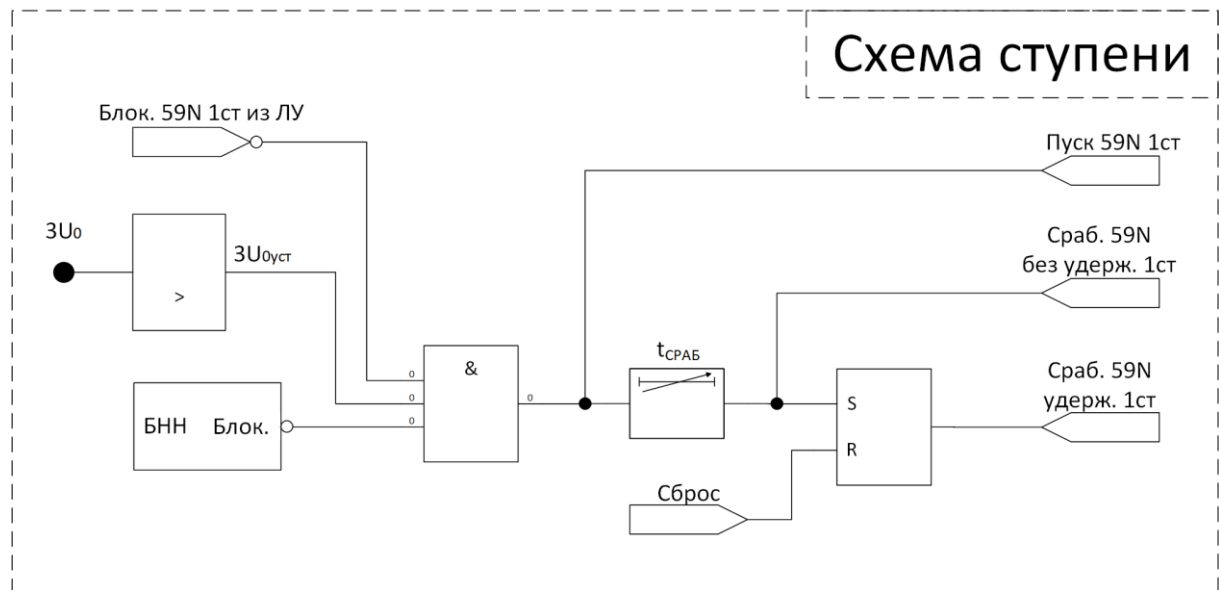 Схема ступени
Блок. 59N 1ст из ЛУ
Пуск 59N 1ст
3U0
3U0уст
>
Сраб. 59N
без удерж. 1ст
&
tСРАБ
0
0
0
0
БНН Блок.
S
R
Сраб. 59N
удерж. 1ст
Сброс